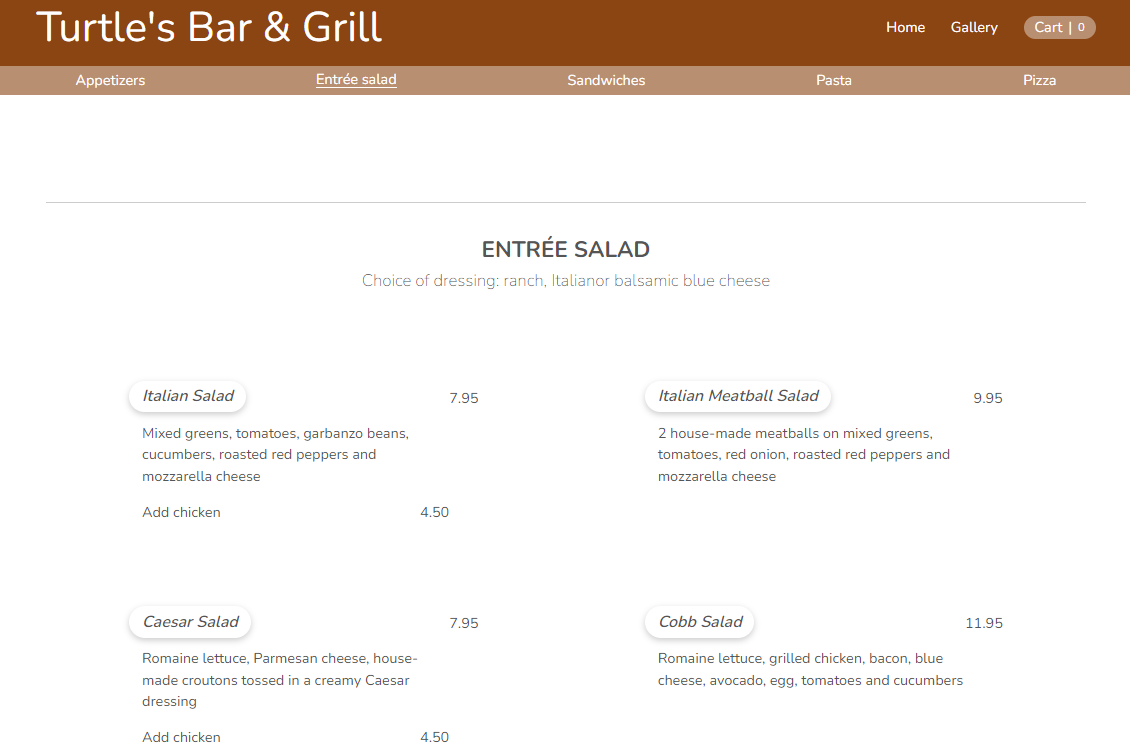 Turtle's Bar & Grill
Home Gallery Cart | 0
Appetizers Entrée salad Sandwiches Pasta Pizza
ENTRÉE SALAD
Choice of dressing: ranch, Italianor balsamic blue cheese
Italian Salad 7.95
Mixed greens, tomatoes, garbanzo beans,
cucumbers, roasted red peppers and
mozzarella cheese
Add chicken 4.50
Italian Meatball Salad 9.95
2 house-made meatballs on mixed greens,
tomatoes, red onion, roasted red peppers and
mozzarella cheese
Caesar Salad 7.95
Romaine lettuce, Parmesan cheese, house-
made croutons tossed in a creamy Caesar
dressing
Add chicken 4.50
Cobb Salad 11.95
Romaine lettuce, grilled chicken, bacon, blue
cheese, avocado, egg, tomatoes and cucumbers